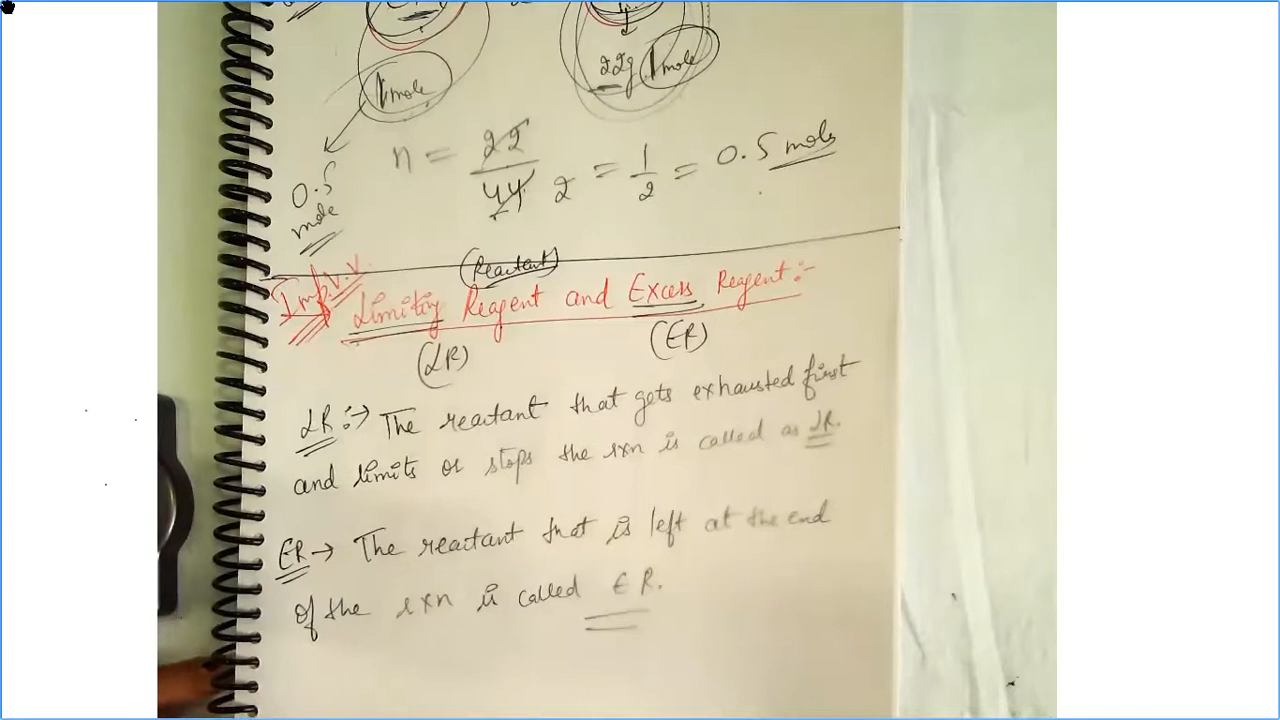 1 mole
22g 1 mole
n = 22/44 2 = 1/2 = 0.5 mole
0.5
mole
(Reactant)
Imp. V.V.
Limiting Reagent and Excess Reagent :-
(LR) (ER)
LR :→ The reactant that gets exhausted first
and limits or stops the rxn is called as LR.
ER → The reactant that is left at the end
of the rxn is called ER.